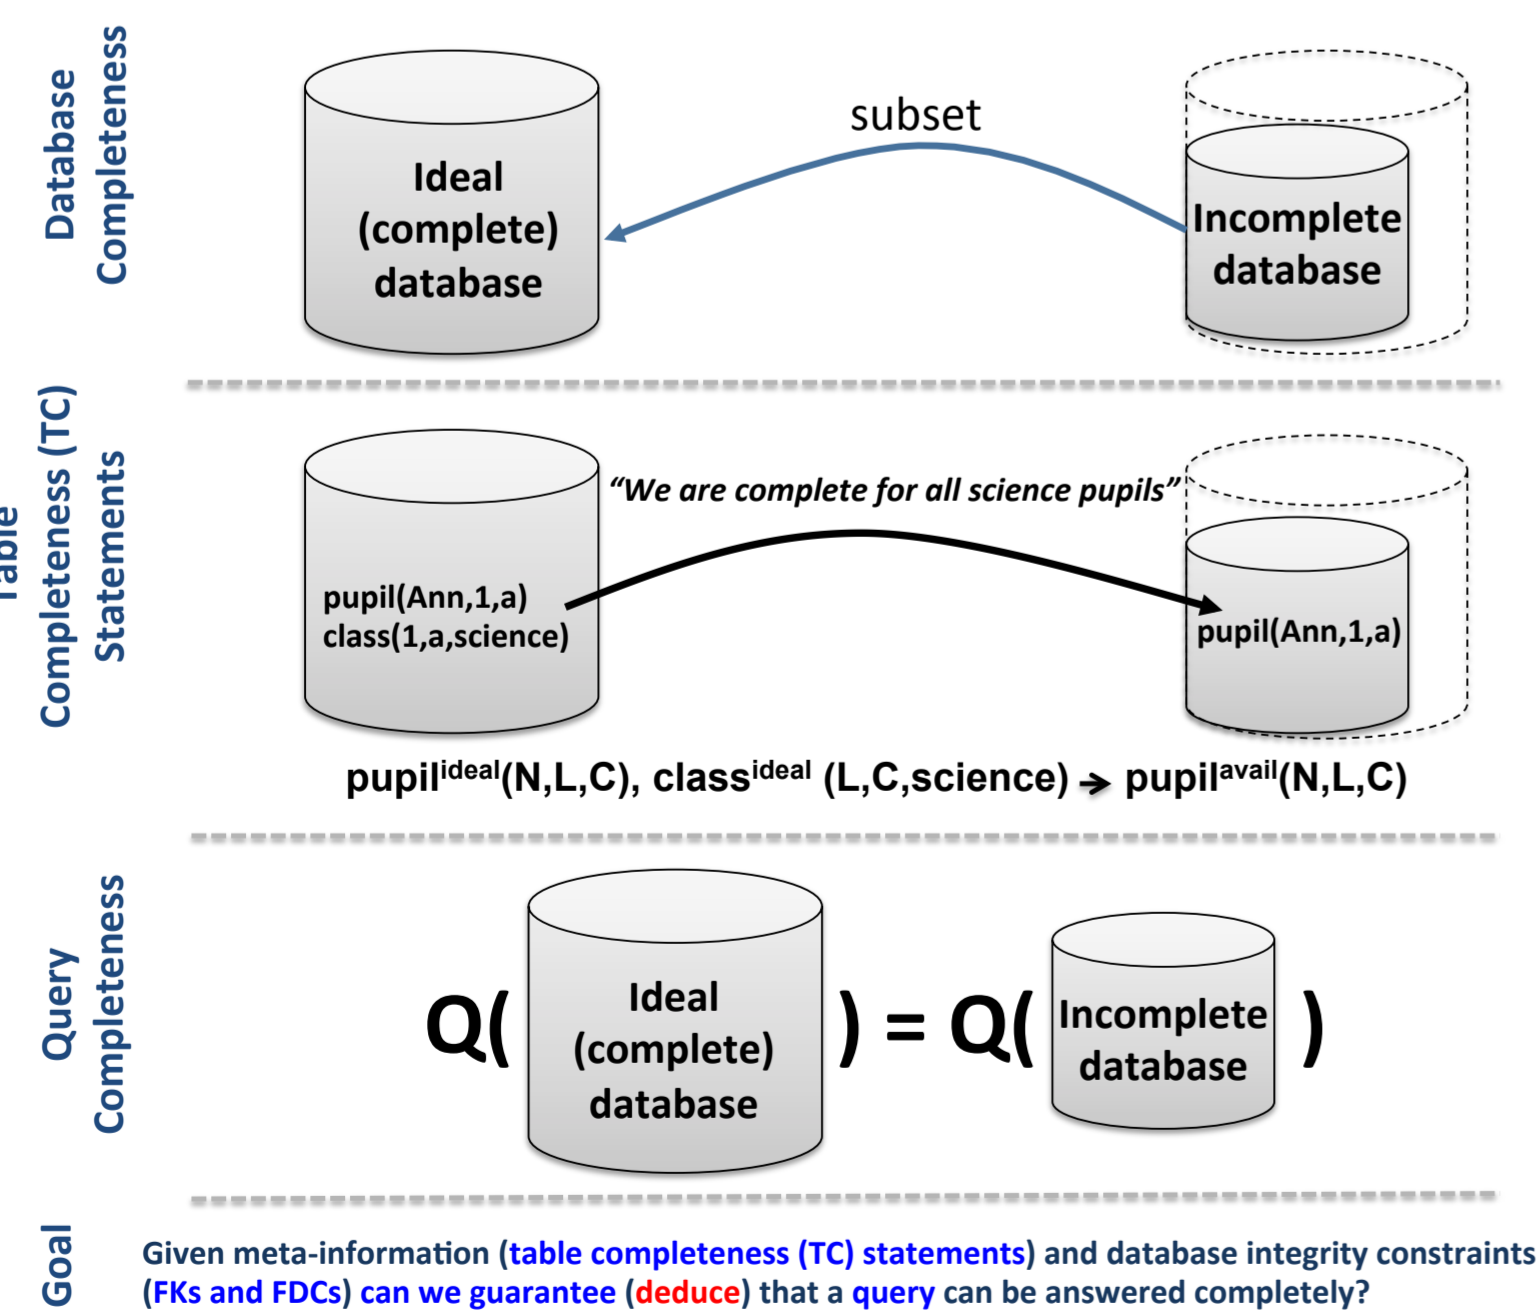 Database
Completeness
Ideal
(complete)
database
subset
Incomplete
database
Table
Completeness (TC)
Statements
“We are complete for all science pupils”
pupil(Ann,1,a)
class(1,a,science)
pupil(Ann,1,a)
pupilⁱᵈᵉᵃˡ(N,L,C), classⁱᵈᵉᵃˡ (L,C,science) → pupilᵃᵛᵃⁱˡ(N,L,C)
Query
Completeness
Q( Ideal
(complete)
database ) = Q( Incomplete
database )
Goal
Given meta-information (table completeness (TC) statements) and database integrity constraints
(FKs and FDCs) can we guarantee (deduce) that a query can be answered completely?